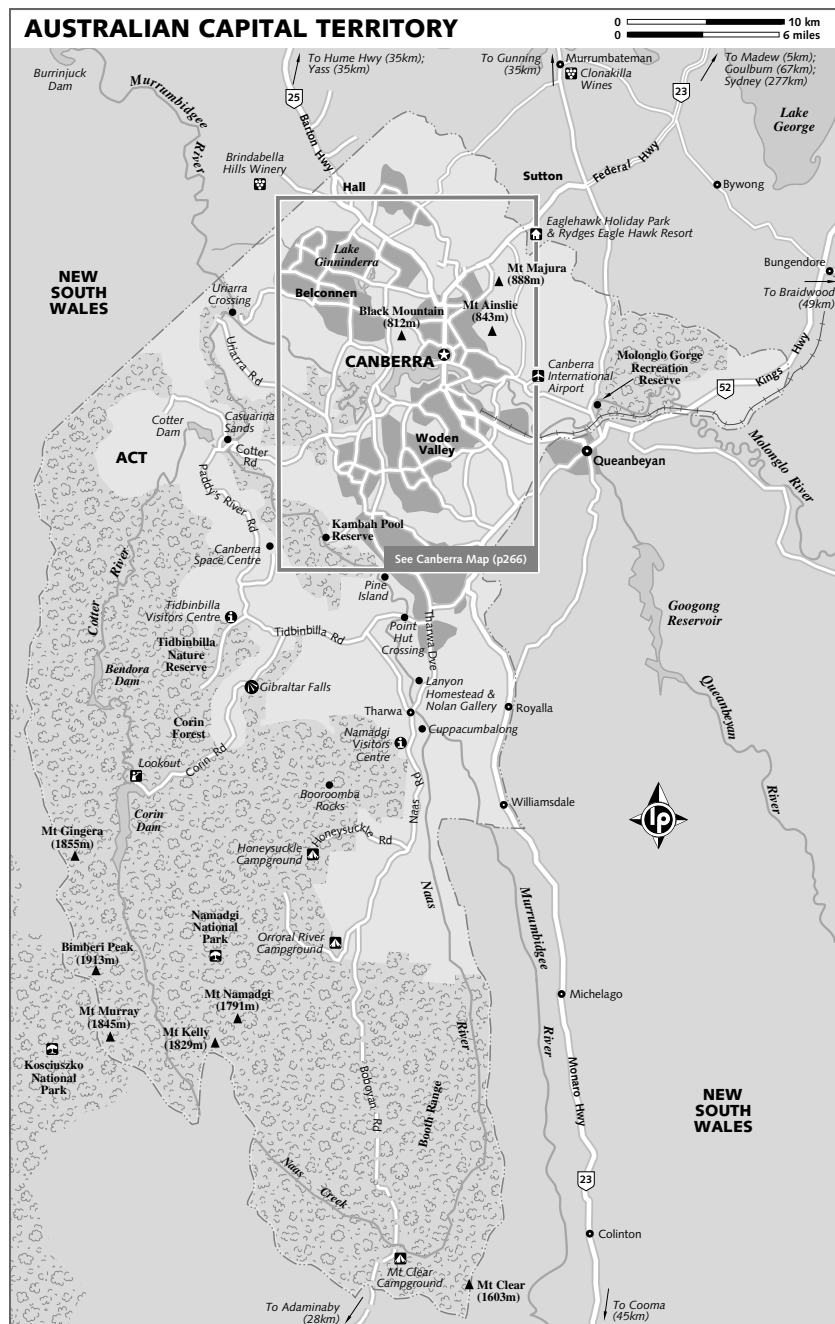 AUSTRALIAN CAPITAL TERRITORY
0 10 km
0 6 miles
To Hume Hwy (35km);
Yass (35km)
To Gunning
(35km)
Murrumbateman
Clonakilla
Wines
To Madew (5km);
Goulburn (67km);
Sydney (277km)
Burrinjuck
Dam
Murrumbidgee
River
25
Barton Hwy
23
Lake
George
Brindabella
Hills Winery
Hall
Sutton
Federal Hwy
Bywong
Eaglehawk Holiday Park
& Rydges Eagle Hawk Resort
Lake
Ginninderra
Mt Majura
(888m)
Bungendore
NEW
SOUTH
WALES
Uriarra
Crossing
Belconnen
Black Mountain
(812m)
Mt Ainslie
(843m)
To Braidwood
(49km)
CANBERRA
Canberra
International
Airport
Molonglo Gorge
Recreation
Reserve
Kings Hwy
52
Uriarra Rd
Cotter
Dam
Casuarina
Sands
ACT
Cotter
Rd
Woden
Valley
Queanbeyan
Molonglo River
Paddy's River Rd
Kambah Pool
Reserve
Canberra
Space Centre
See Canberra Map (p266)
Cotter River
Pine
Island
Tidbinbilla
Visitors Centre
Tidbinbilla Rd
Point
Hut
Crossing
Tharwa Dve
Googong
Reservoir
Tidbinbilla
Nature
Reserve
Bendora
Dam
Gibraltar Falls
Lanyon
Homestead &
Nolan Gallery
Queanbeyan
River
Corin
Forest
Tharwa
Royalla
Cuppacumbalong
Namadgi
Visitors
Centre
Lookout
Corin Rd
Naas Rd
Booroomba
Rocks
Williamsdale
lp
Corin
Dam
Mt Gingera
(1855m)
Honeysuckle
Campground
Honeysuckle Rd
Naas
River
Murrumbidgee
River
Namadgi
National
Park
Orroral River
Campground
Bimberi Peak
(1913m)
Mt Namadgi
(1791m)
Michelago
Mt Murray
(1845m)
Mt Kelly
(1829m)
Kosciuszko
National
Park
Boboyan Rd
Booth Range
Monaro Hwy
NEW
SOUTH
WALES
Naas
Creek
23
Colinton
Mt Clear
Campground
Mt Clear
(1603m)
To Adaminaby
(28km)
To Cooma
(45km)